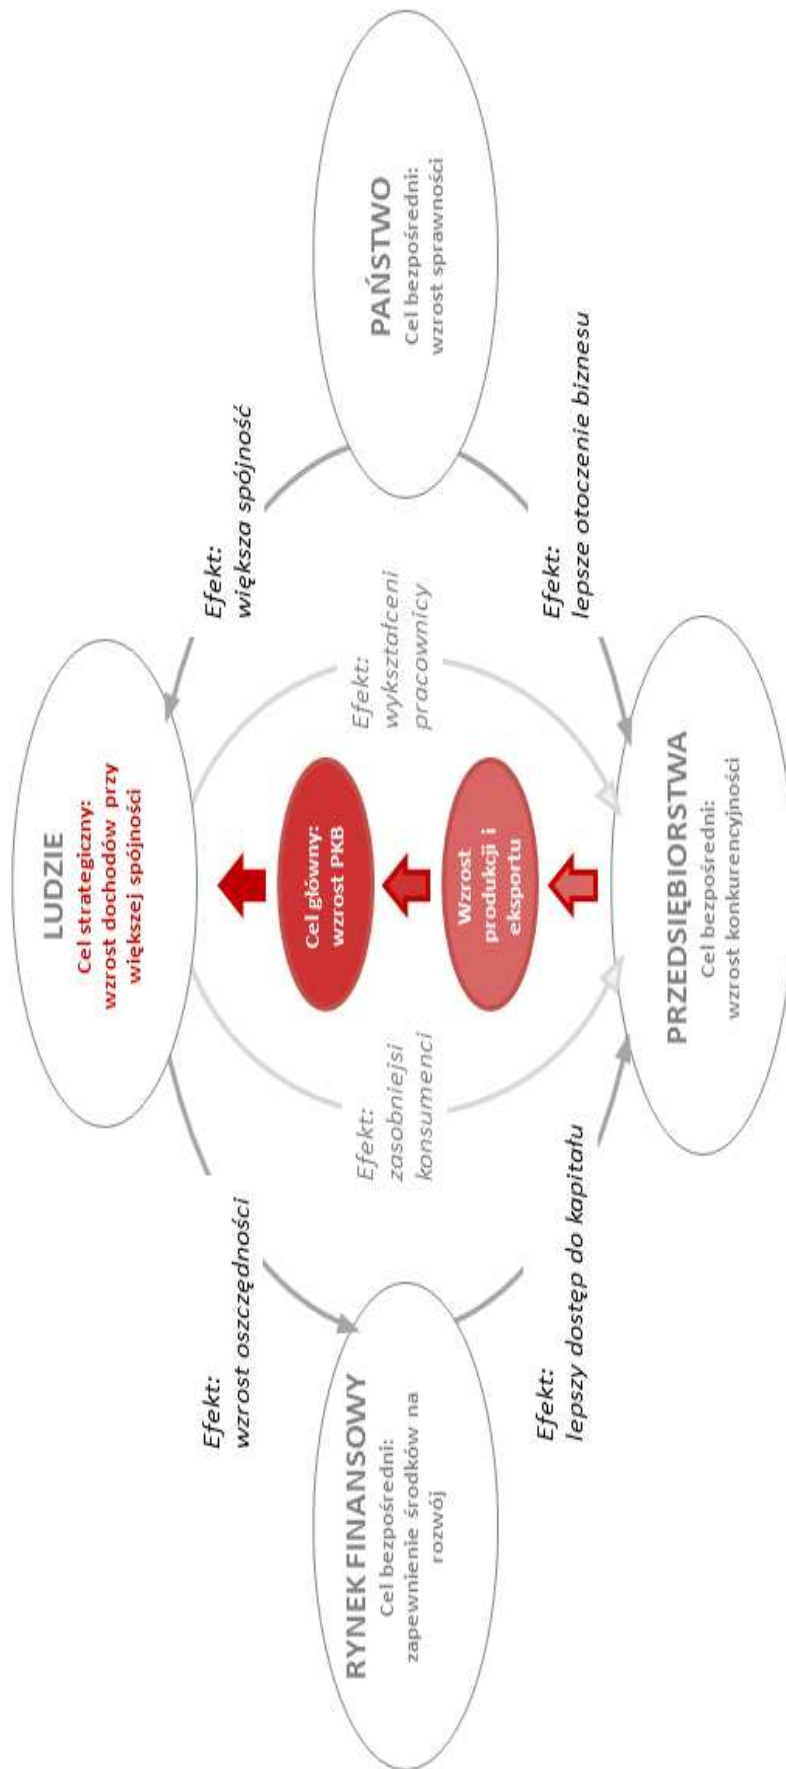 LUDZIE
Cel strategiczny:
wzrost dochodów przy
większej spójności
Efekt:
wzrost oszczędności
Efekt:
większa spójność
Cel główny:
wzrost PKB
RYNEK FINANSOWY
Cel bezpośredni:
zapewnienie środków na
rozwój
Efekt:
zasobniejsi
konsumenci
Efekt:
wykształceni
pracownicy
PAŃSTWO
Cel bezpośredni:
wzrost sprawności
Wzrost
produkcji i
eksportu
Efekt:
lepszy dostęp do kapitału
Efekt:
lepsze otoczenie biznesu
PRZEDSIĘBIORSTWA
Cel bezpośredni:
wzrost konkurencyjności